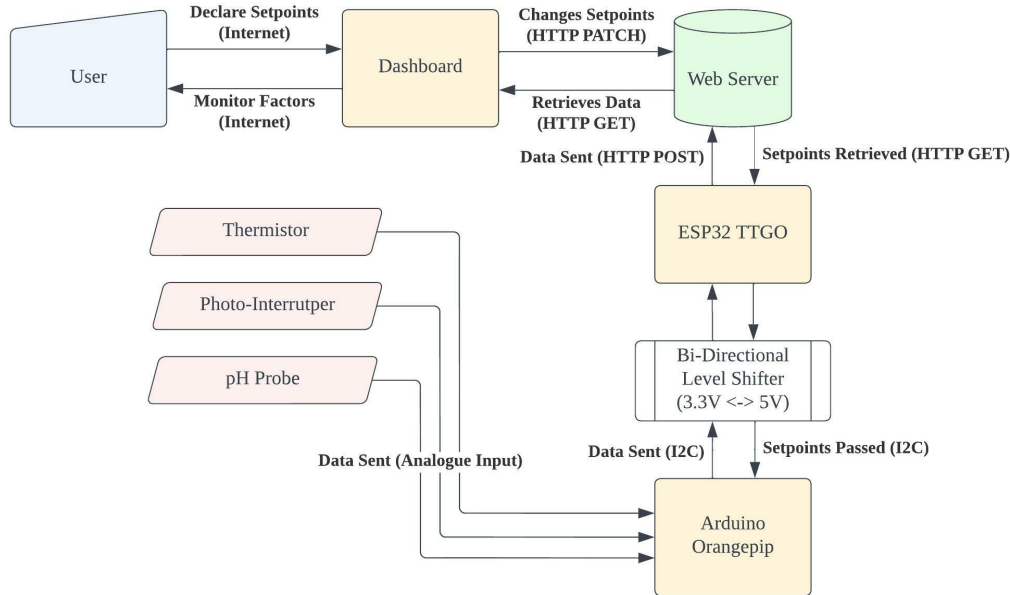 Declare Setpoints
(Internet)
User
Monitor Factors
(Internet)
Dashboard
Changes Setpoints
(HTTP PATCH)
Retrieves Data
(HTTP GET)
Web Server
Data Sent (HTTP POST)
Setpoints Retrieved (HTTP GET)
ESP32 TTGO
Thermistor
Photo-Interrutper
pH Probe
Data Sent (Analogue Input)
Bi-Directional
Level Shifter
(3.3V <-> 5V)
Data Sent (I2C)
Setpoints Passed (I2C)
Arduino
Orangepip